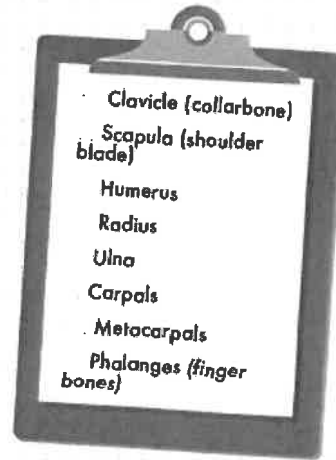 Clavicle (collarbone)
Scapula (shoulder
blade)
Humerus
Radius
Ulna
Carpals
Metacarpals
Phalanges (finger
bones)